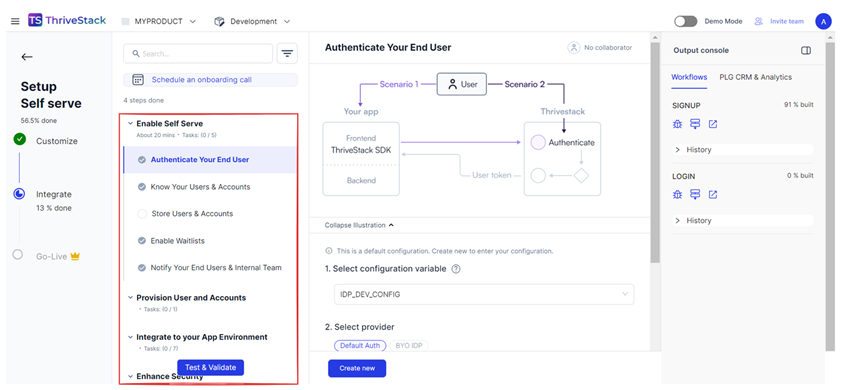 TS ThriveStack
MYPRODUCT
Development
Demo Mode
Invite team
A
Setup
Self serve
56.5% done
Customize
Integrate
13 % done
Go-Live
Search...
Schedule an onboarding call
4 steps done
Enable Self Serve
About 20 mins • Tasks: (0 / 5)
Authenticate Your End User
Know Your Users & Accounts
Store Users & Accounts
Enable Waitlists
Notify Your End Users & Internal Team
Provision User and Accounts
• Tasks: (0 / 1)
Integrate to your App Environment
• Tasks: (0 / 7)
Enhance Security
Test & Validate
Authenticate Your End User
No collaborator
Scenario 1
User
Scenario 2
Your app
Thrivestack
Frontend
ThriveStack SDK
Backend
Authenticate
User token
Collapse Illustration
This is a default configuration. Create new to enter your configuration.
1. Select configuration variable
IDP_DEV_CONFIG
2. Select provider
Default Auth
BYO IDP
Create new
Output console
Workflows
PLG CRM & Analytics
SIGNUP
91 % built
History
LOGIN
0 % built
History